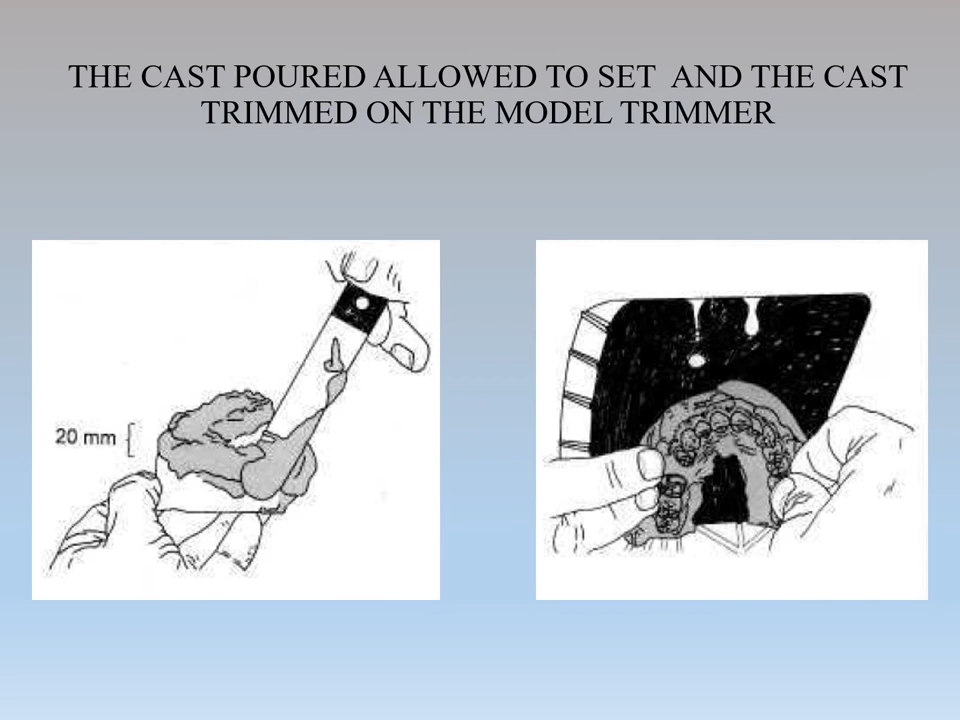 THE CAST POURED ALLOWED TO SET  AND THE CAST
TRIMMED ON THE MODEL TRIMMER
20 mm